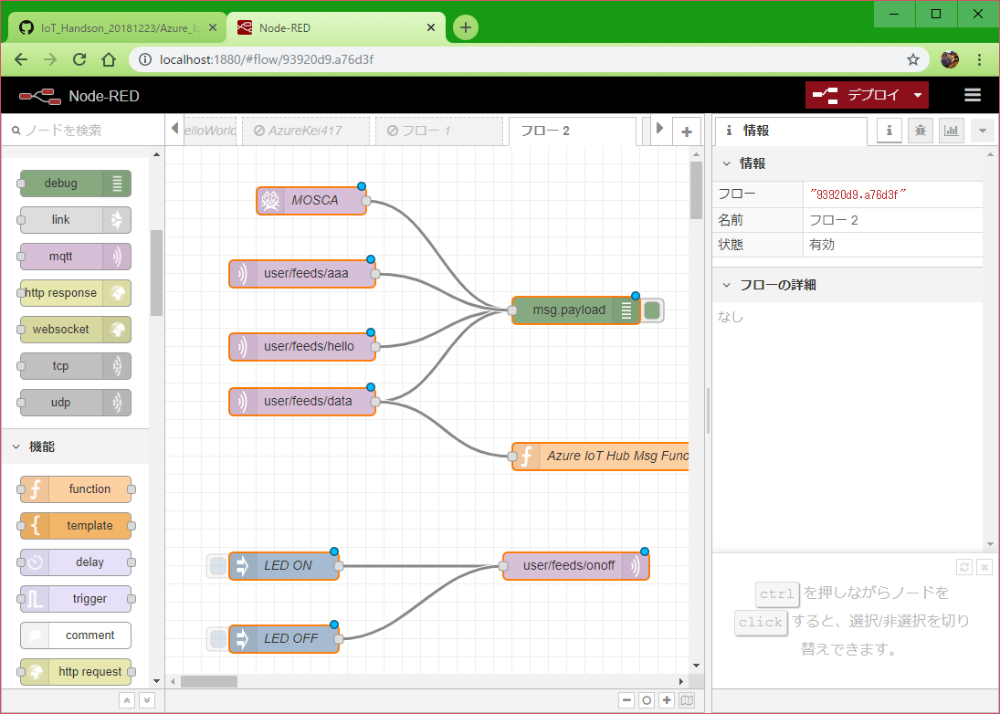 IoT_Handson_20181223/Azure_Io
Node-RED
localhost:1880/#flow/93920d9.a76d3f
Node-RED
デプロイ
ノードを検索
elloWorld
AzureKei417
フロー 1
フロー 2
情報
debug
link
mqtt
http response
websocket
tcp
udp
機能
function
template
delay
trigger
comment
http request
MOSCA
user/feeds/aaa
msg.payload
user/feeds/hello
user/feeds/data
Azure IoT Hub Msg Func
LED ON
user/feeds/onoff
LED OFF
情報
フロー "93920d9.a76d3f"
名前 フロー 2
状態 有効
フローの詳細
なし
ctrl を押しながらノードを
click すると、選択/非選択を切り
替えできます。